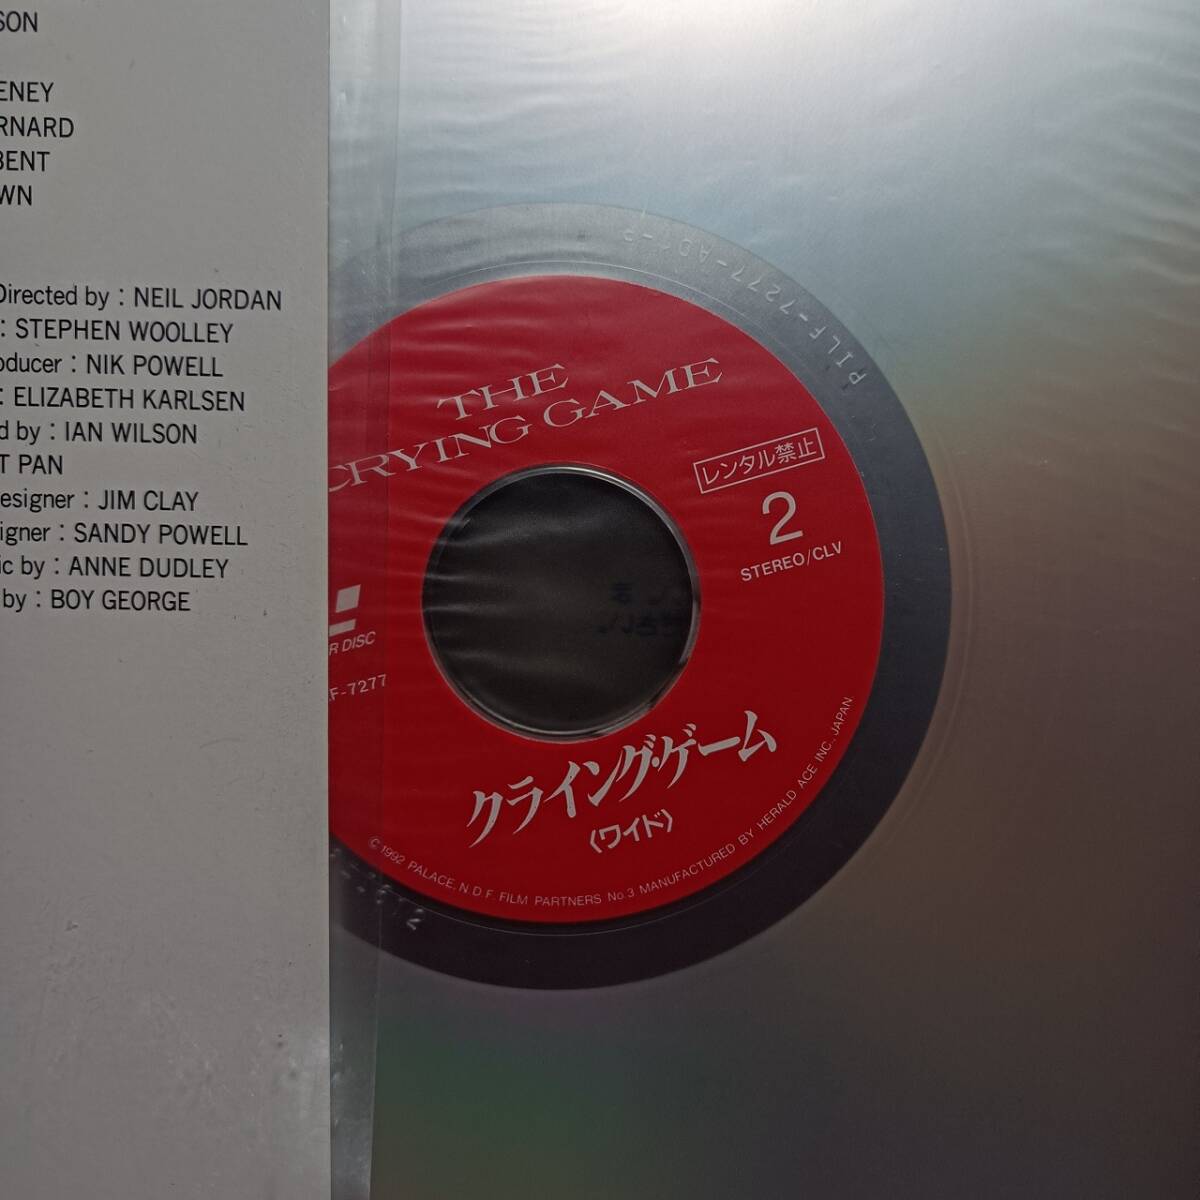 SON
ENEY
RNARD
BENT
WN
Directed by : NEIL JORDAN
: STEPHEN WOOLLEY
oducer : NIK POWELL
: ELIZABETH KARLSEN
d by : IAN WILSON
T PAN
esigner : JIM CLAY
igner : SANDY POWELL
ic by : ANNE DUDLEY
by : BOY GEORGE
PILF-7277-
THE
CRYING GAME
レンタル禁止
2
STEREO/CLV
R DISC
F-7277
クライング・ゲーム
〈ワイド〉
©1992 PALACE, N.D.F. FILM PARTNERS No.3 MANUFACTURED BY HERALD ACE INC., JAPAN